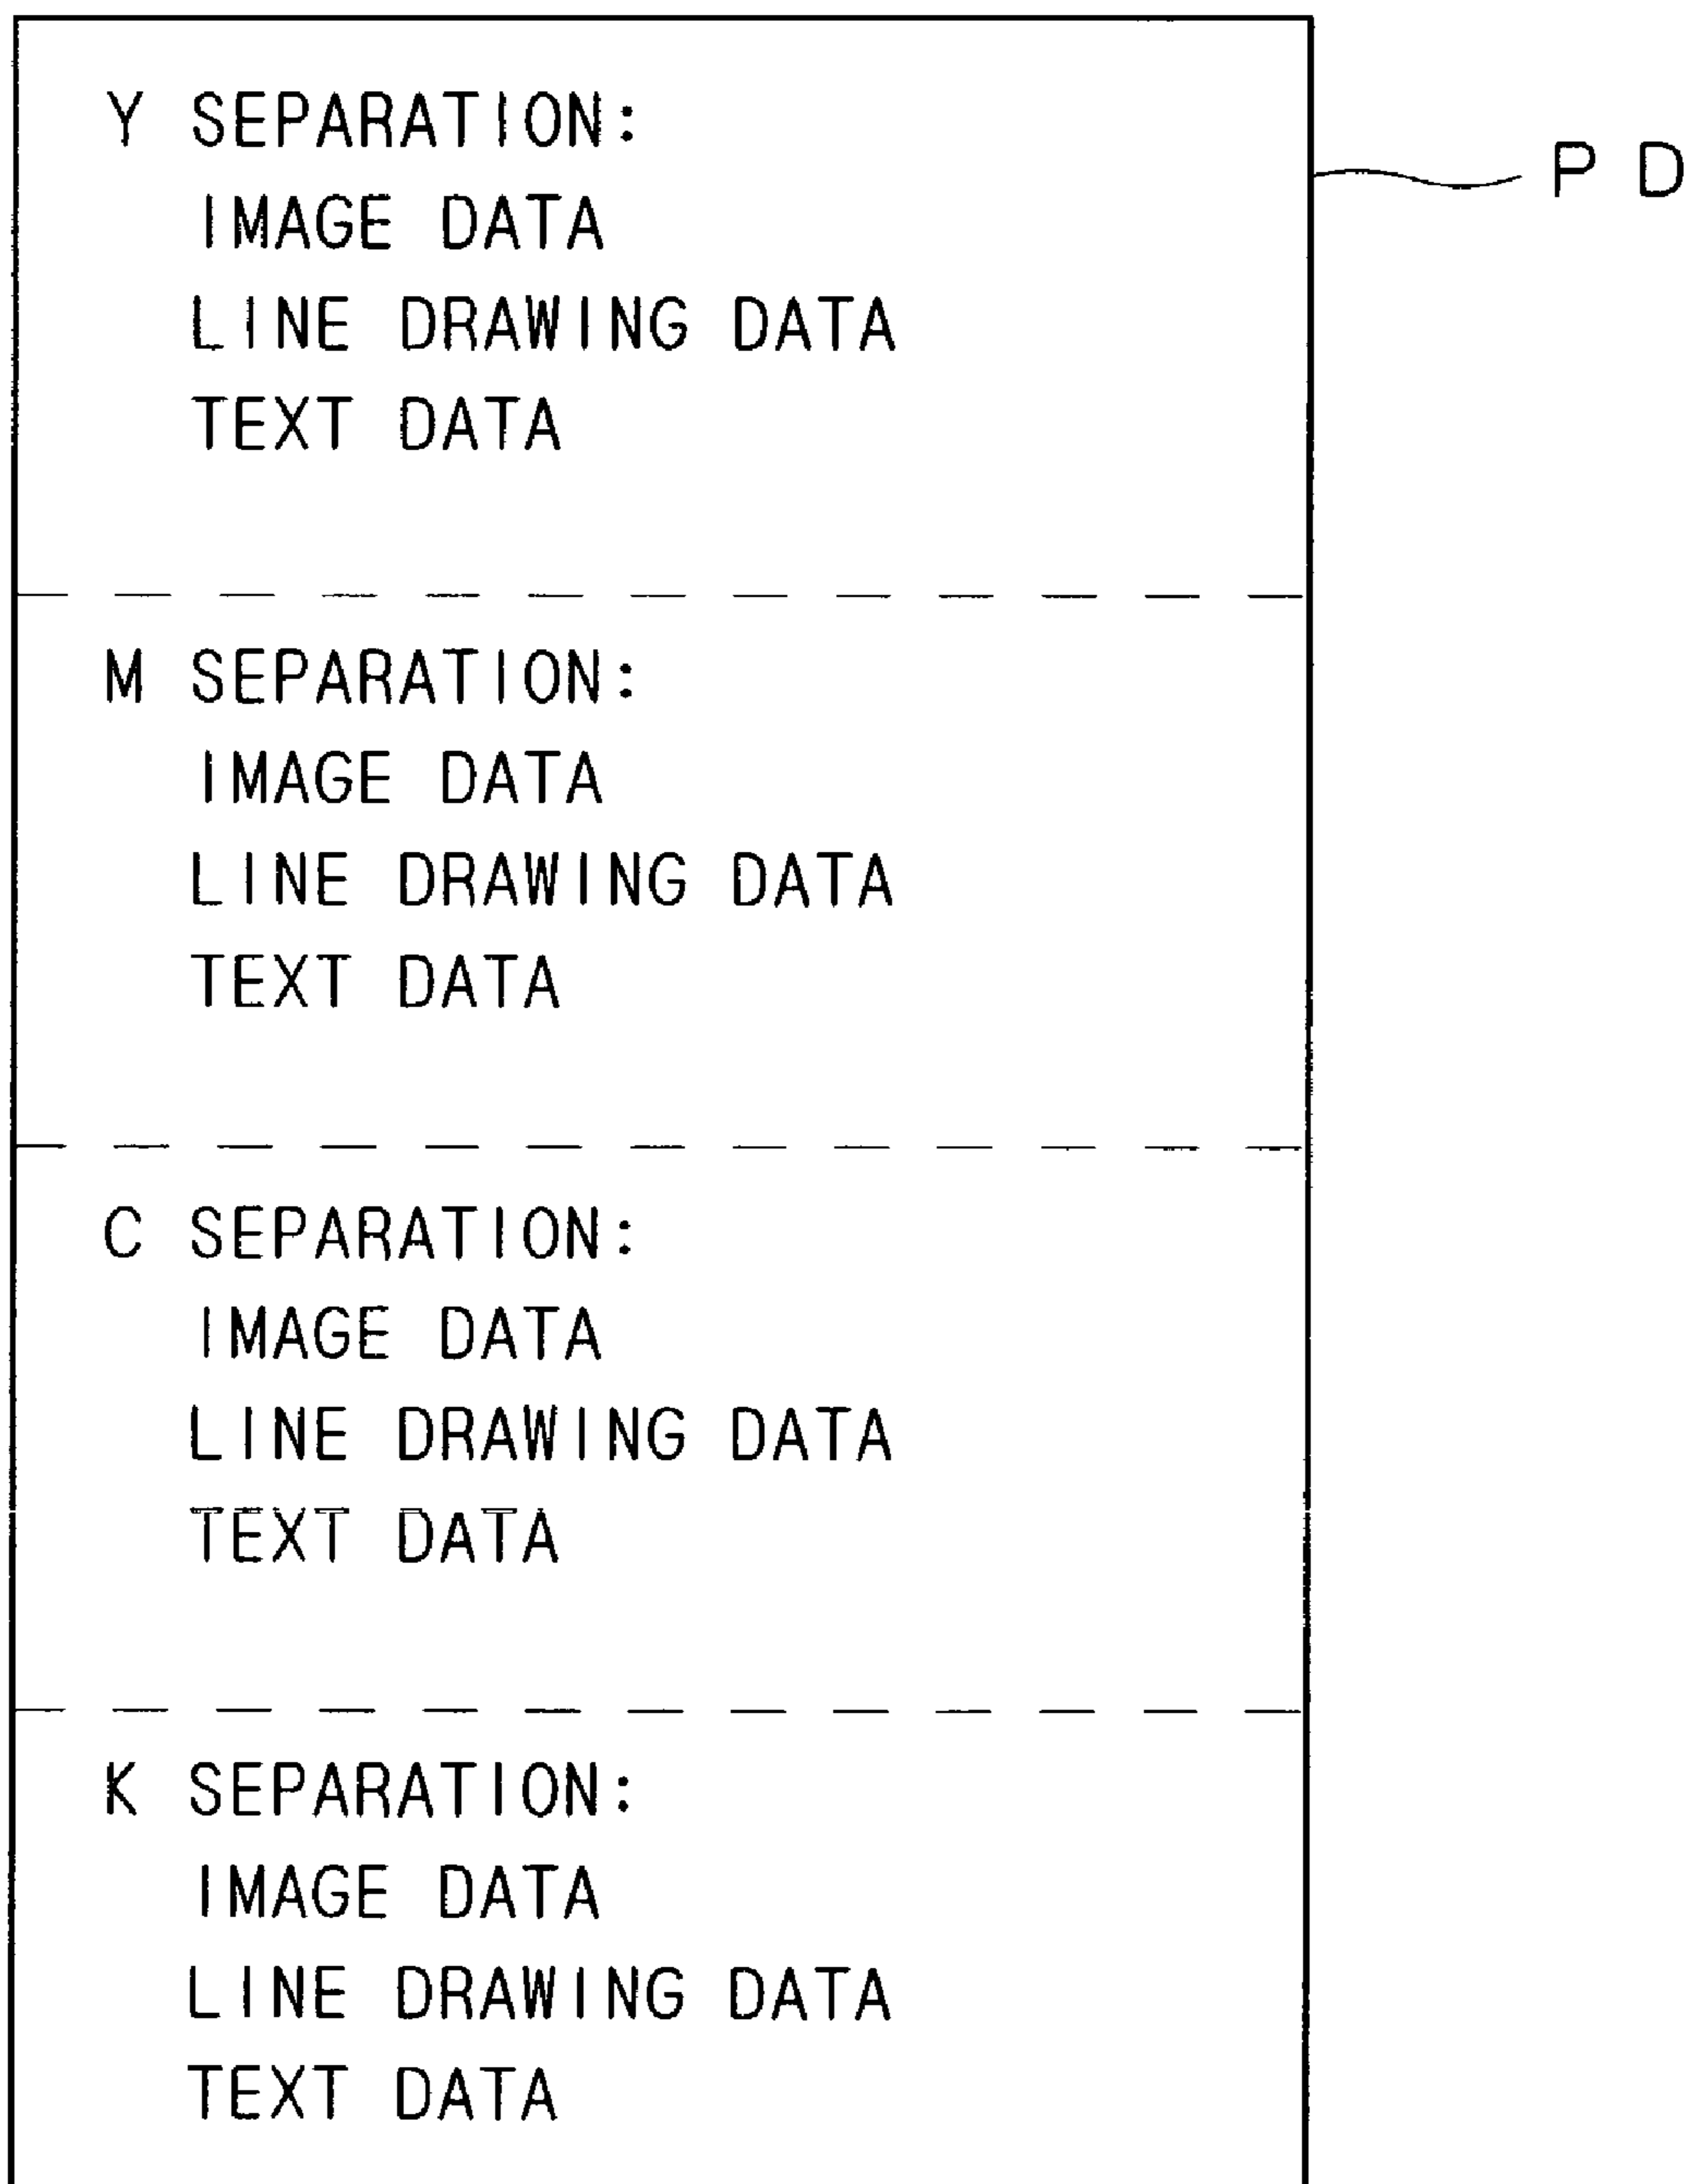 Y SEPARATION:
PD
IMAGE DATA
LINE DRAWING DATA
TEXT DATA
M SEPARATION:
IMAGE DATA
LINE DRAWING DATA
TEXT DATA
C SEPARATION:
IMAGE DATA
LINE DRAWING DATA
TEXT DATA
K SEPARATION:
IMAGE DATA
LINE DRAWING DATA
TEXT DATA